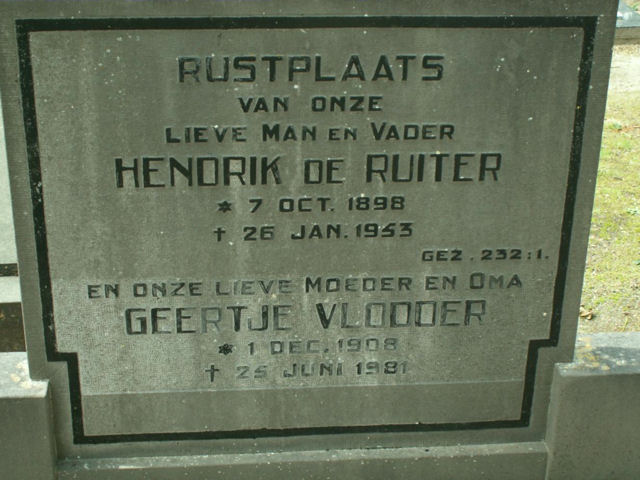 RUSTPLAATS
VAN ONZE
LIEVE MAN EN VADER
HENDRIK DE RUITER
* 7 OCT. 1898
† 26 JAN. 1953
GEZ. 232:1.
EN ONZE LIEVE MOEDER EN OMA
GEERTJE VLODDER
* 1 DEC. 1908
† 25 JUNI 1981